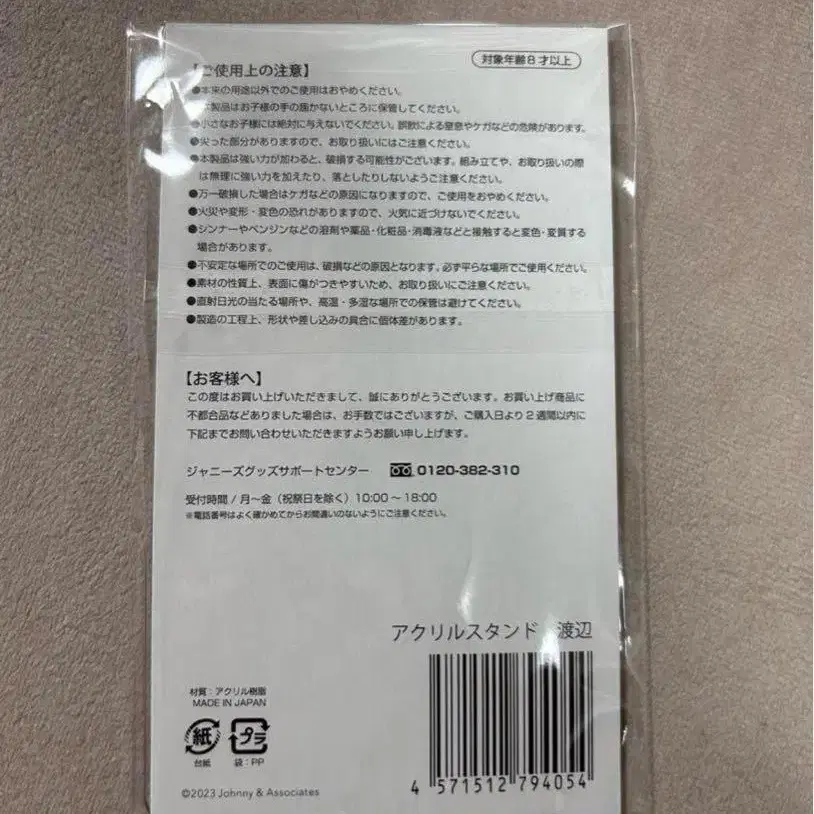 対象年齢8才以上
【ご使用上の注意】
●本来の用途以外でのご使用はおやめください。
●本製品はお子様の手の届かないところに保管してください。
●小さなお子様には絶対に与えないでください。誤飲による窒息やケガなどの危険があります。
●尖った部分がありますので、お取り扱いにはご注意ください。
●本製品は強い力が加わると、破損する可能性がございます。組み立てや、お取り扱いの際
は無理に強い力を加えたり、落としたりしないようご注意ください。
●万一破損した場合はケガなどの原因になりますので、ご使用をおやめください。
●火災や変形・変色の恐れがありますので、火気に近づけないでください。
●シンナーやベンジンなどの溶剤や薬品・化粧品・消毒液などと接触すると変色・変質する
場合があります。
●不安定な場所でのご使用は、破損などの原因となります。必ず平らな場所でご使用ください。
●素材の性質上、表面に傷がつきやすいため、お取り扱いにご注意ください。
●直射日光の当たる場所や、高温・多湿な場所での保管は避けてください。
●製造の工程上、形状や差し込みの具合に個体差があります。
【お客様へ】
この度はお買い上げいただきまして、誠にありがとうございます。お買い上げ商品に
不都合品などありました場合は、お手数ではございますが、ご購入日より2週間以内に
下記までお問い合わせいただきますようお願い申し上げます。
ジャニーズグッズサポートセンター 0120-382-310
受付時間/月〜金(祝祭日を除く)10:00〜18:00
※電話番号はよく確かめてからお間違いのないようにご注意ください。
アクリルスタンド 渡辺
材質:アクリル樹脂
MADE IN JAPAN
紙 プラ
台紙 袋:PP
4 571512 794054
©2023 Johnny & Associates